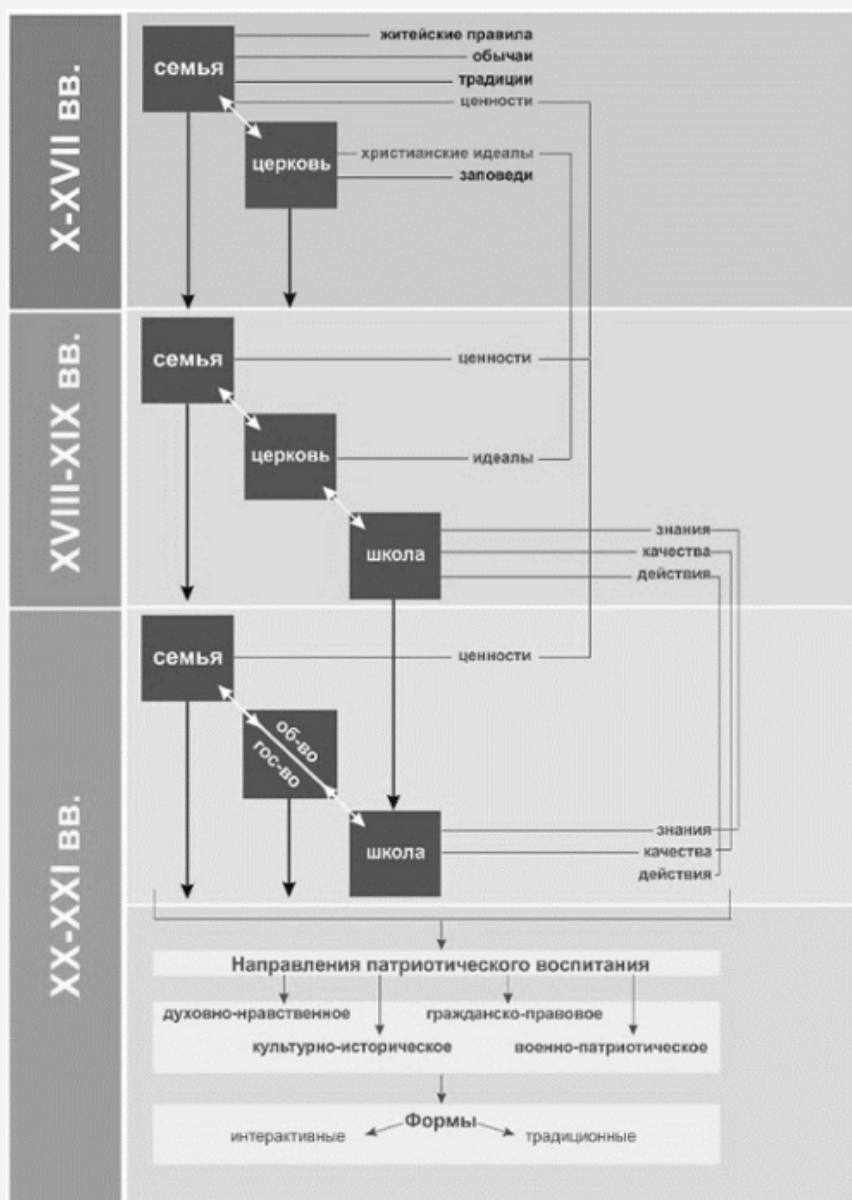 X-XVII вв.
семья
житейские правила
обычаи
традиции
ценности
церковь
христианские идеалы
заповеди
XVIII-XIX вв.
семья
ценности
церковь
идеалы
школа
знания
качества
действия
XX-XXI вв.
семья
ценности
об-во
гос-во
школа
знания
качества
действия
Направления патриотического воспитания
духовно-нравственное
гражданско-правовое
культурно-историческое
военно-патриотическое
Формы
интерактивные
традиционные